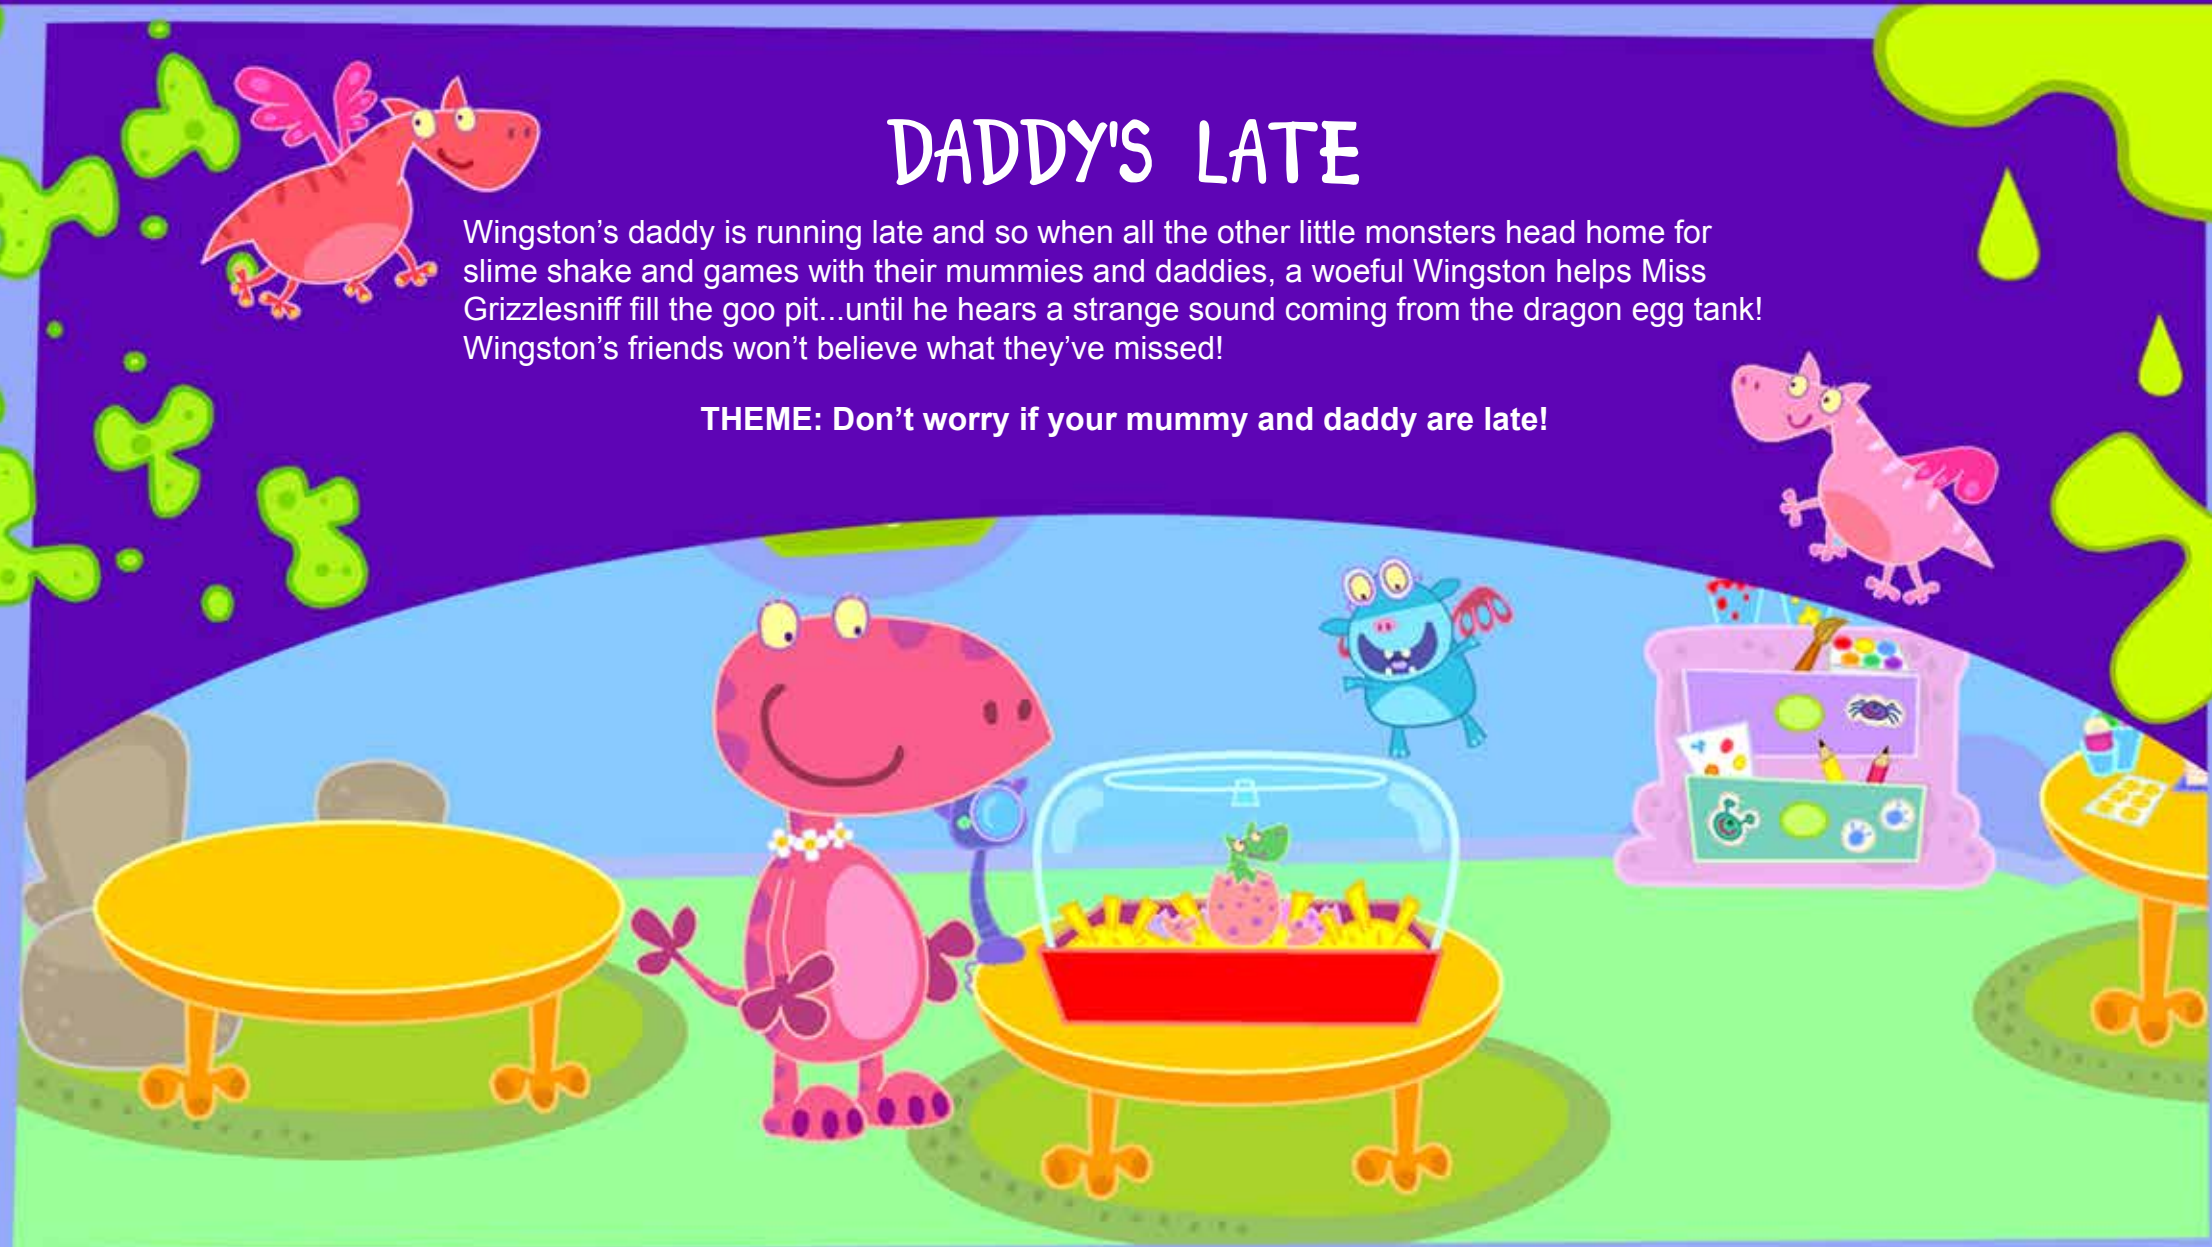 DADDY'S LATE
Wingston’s daddy is running late and so when all the other little monsters head home for
slime shake and games with their mummies and daddies, a woeful Wingston helps Miss
Grizzlesniff fill the goo pit...until he hears a strange sound coming from the dragon egg tank!
Wingston’s friends won’t believe what they’ve missed!
THEME: Don’t worry if your mummy and daddy are late!